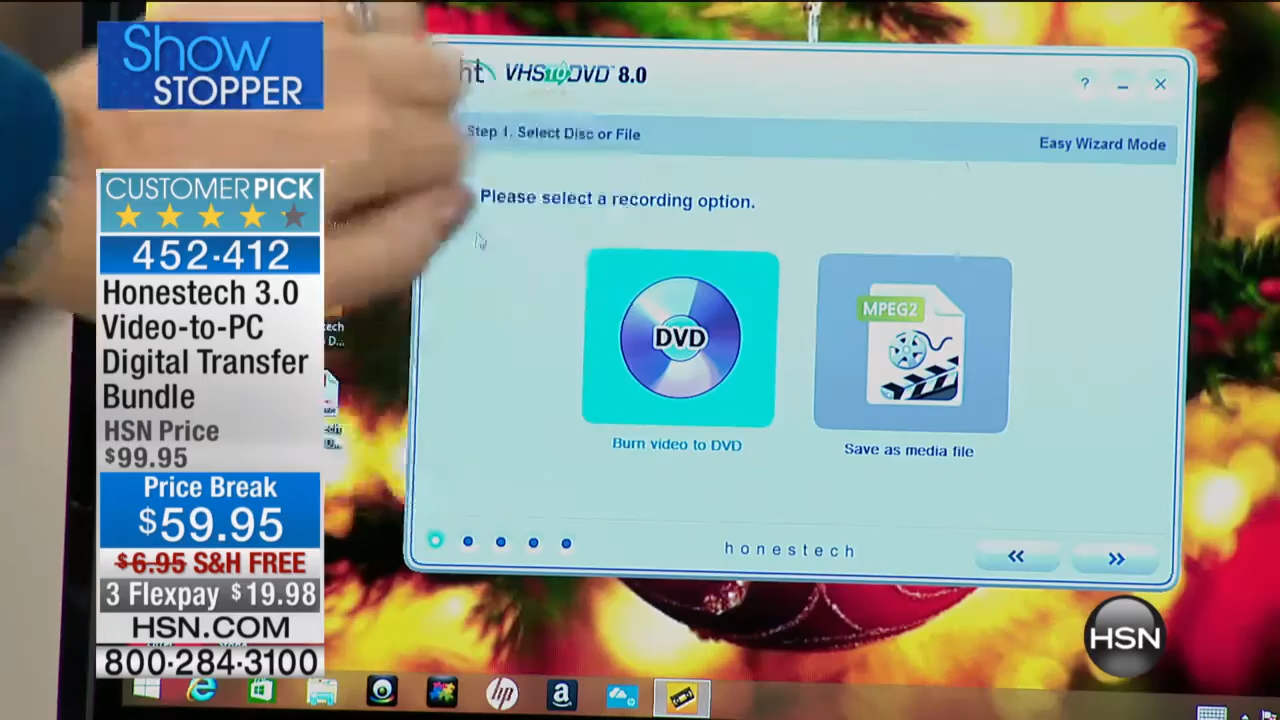 Show
STOPPER
CUSTOMER PICK
452-412
Honestech 3.0
Video-to-PC
Digital Transfer
Bundle
HSN Price
$99.95
Price Break
$59.95
$6.95 S&H FREE
3 Flexpay $19.98
HSN.COM
800-284-3100
ht VHSTODVD™ 8.0
? – ×
Step 1. Select Disc or File
Easy Wizard Mode
Please select a recording option.
DVD
MPEG2
Burn video to DVD
Save as media file
honestech
« »
HSN
hp
a